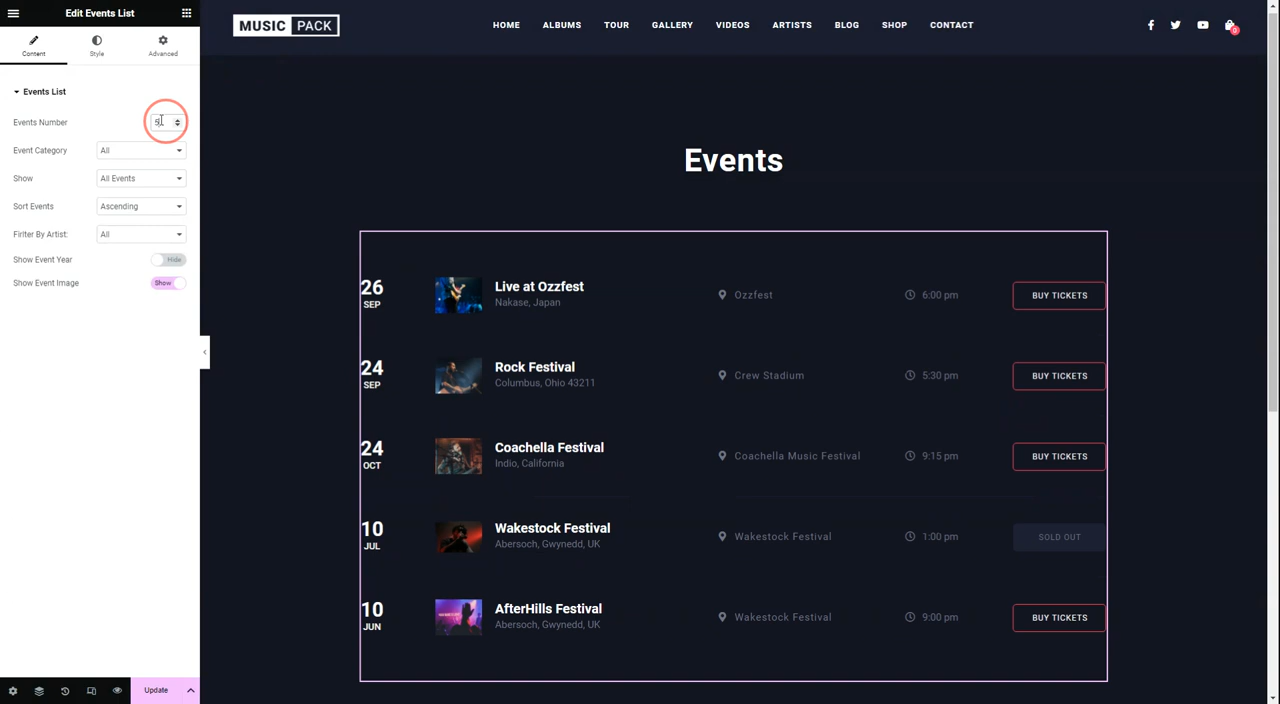 Edit Events List
MUSIC PACK
HOME ALBUMS TOUR GALLERY VIDEOS ARTISTS BLOG SHOP CONTACT
0
Content Style Advanced
Events List
Events Number 5
Event Category All
Show All Events
Sort Events Ascending
Firlter By Artist: All
Show Event Year Hide
Show Event Image Show
Events
26 SEP
Live at Ozzfest
Nakase, Japan
Ozzfest
6:00 pm
BUY TICKETS
24 SEP
Rock Festival
Columbus, Ohio 43211
Crew Stadium
5:30 pm
BUY TICKETS
24 OCT
Coachella Festival
Indio, California
Coachella Music Festival
9:15 pm
BUY TICKETS
10 JUL
Wakestock Festival
Abersoch, Gwynedd, UK
Wakestock Festival
1:00 pm
SOLD OUT
10 JUN
AfterHills Festival
Abersoch, Gwynedd, UK
Wakestock Festival
9:00 pm
BUY TICKETS
Update